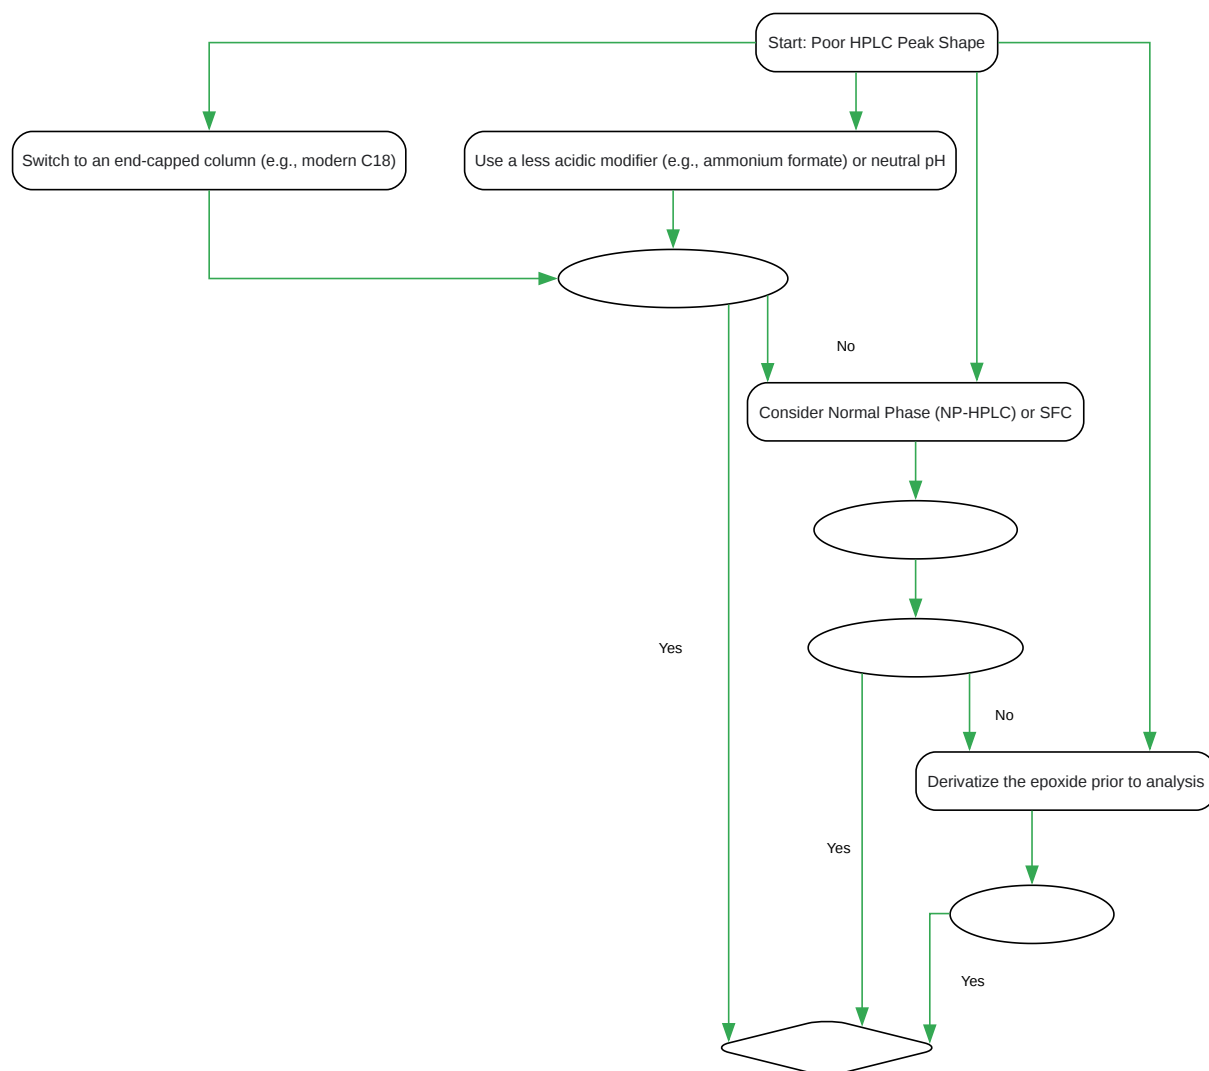 Start: Poor HPLC Peak Shape
Switch to an end-capped column (e.g., modern C18)
Use a less acidic modifier (e.g., ammonium formate) or neutral pH
No
Consider Normal Phase (NP-HPLC) or SFC
Yes
No
Derivatize the epoxide prior to analysis
Yes
Yes